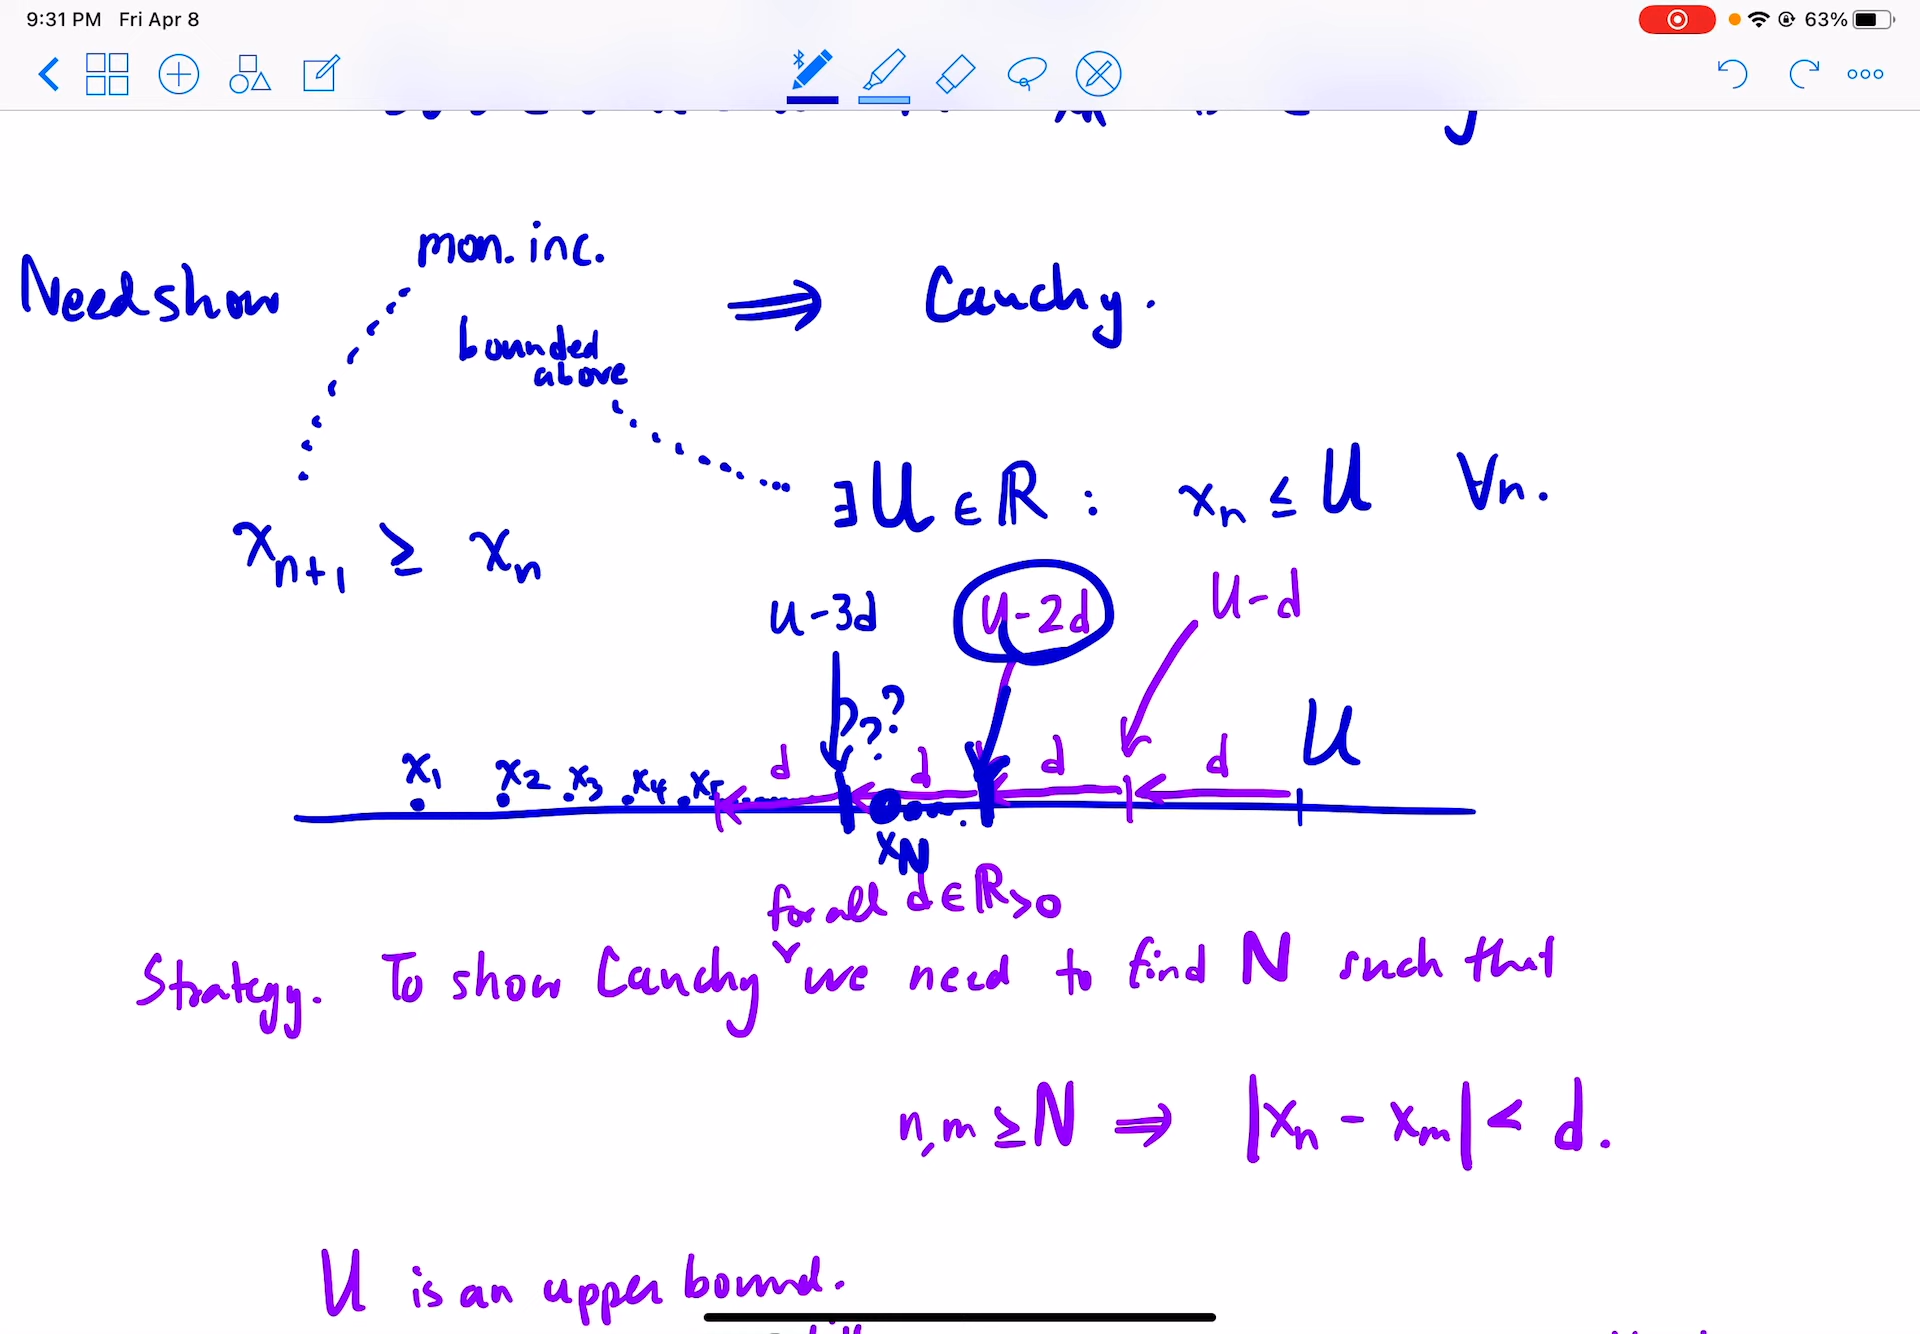 9:31 PM Fri Apr 8 63%
mon. inc.
Need show ⟹ Cauchy.
bounded
above
∃ U ∈ ℝ : xₙ ≤ U ∀n.
xₙ₊₁ ≥ xₙ
U-3d U-2d U-d
? ? ?
U
x₁ x₂ x₃ x₄ x₅ d d d d
x_N
for all d ∈ ℝ>0
Strategy. To show Cauchy ˅ we need to find N such that
n, m ≥ N ⟹ |xₙ - xₘ| < d.
U is an upper bound.